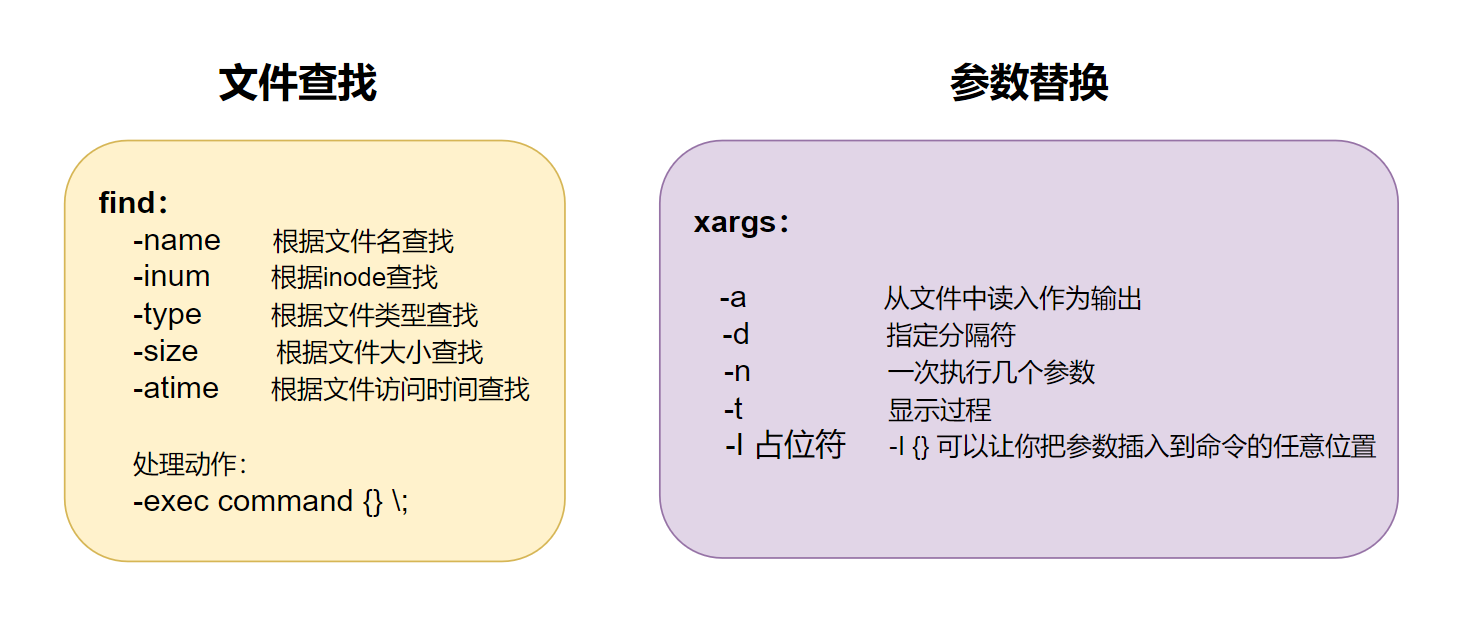 文件查找
find：
-name 根据文件名查找
-inum 根据inode查找
-type 根据文件类型查找
-size 根据文件大小查找
-atime 根据文件访问时间查找
处理动作：
-exec command {} \;
参数替换
xargs：
-a 从文件中读入作为输出
-d 指定分隔符
-n 一次执行几个参数
-t 显示过程
-I 占位符 -I {} 可以让你把参数插入到命令的任意位置